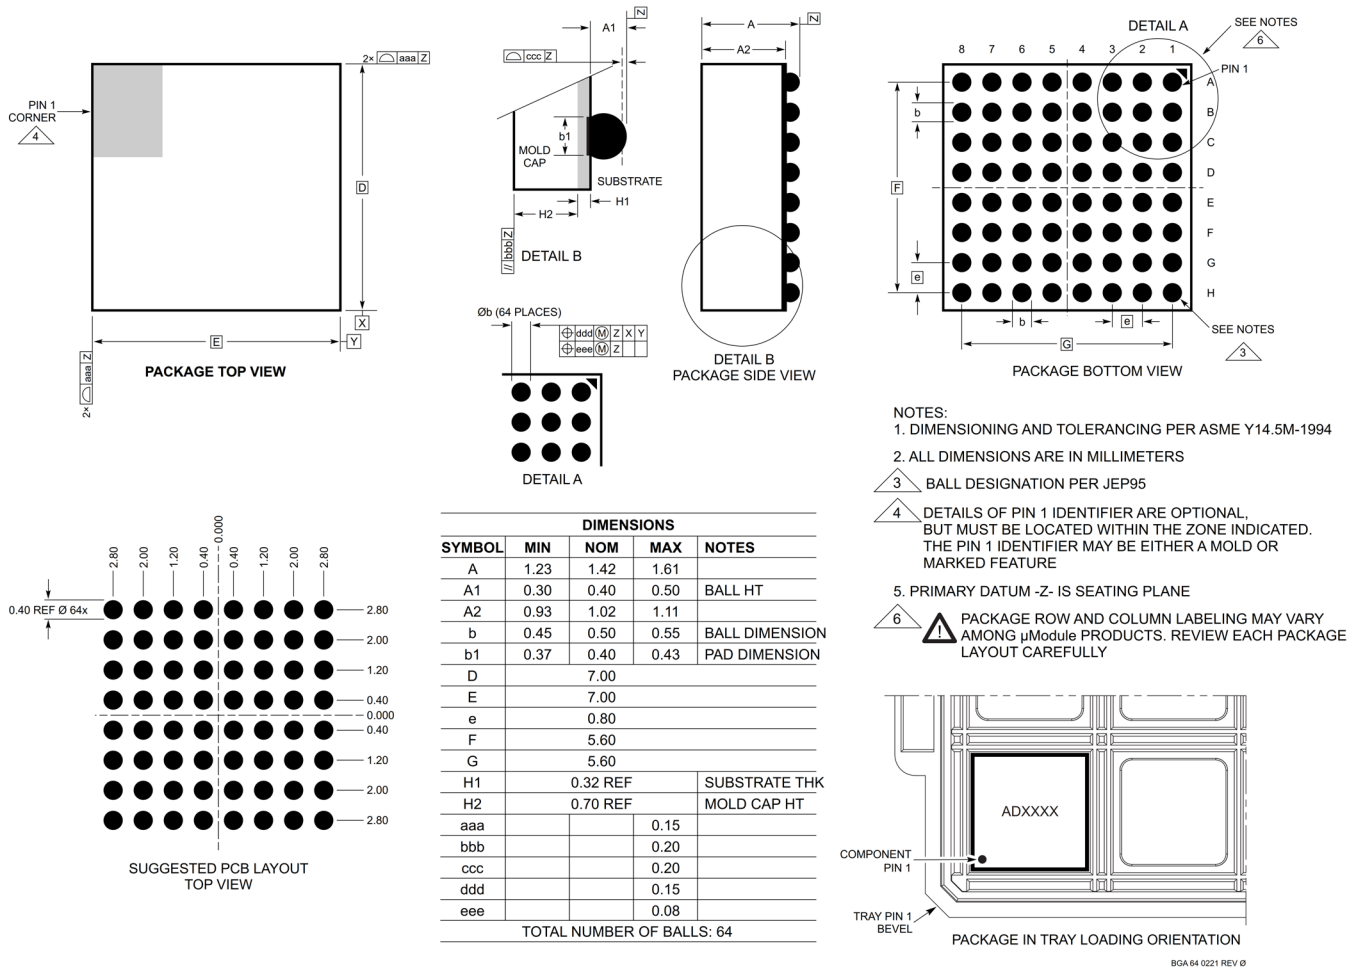 2× aaa Z
PIN 1
CORNER
4
D
X
E
Y
2× aaa Z
PACKAGE TOP VIEW
Z
A1
ccc Z
b1
MOLD
CAP
SUBSTRATE
H1
H2
// bbb Z
DETAIL B
Øb (64 PLACES)
ddd M Z X Y
eee M Z
DETAIL A
A
Z
A2
DETAIL B
PACKAGE SIDE VIEW
DETAIL A
SEE NOTES
6
8 7 6 5 4 3 2 1
PIN 1
A
B
C
D
E
F
G
H
b
F
e
b
e
G
SEE NOTES
3
PACKAGE BOTTOM VIEW
NOTES:
1. DIMENSIONING AND TOLERANCING PER ASME Y14.5M-1994
2. ALL DIMENSIONS ARE IN MILLIMETERS
3 BALL DESIGNATION PER JEP95
4 DETAILS OF PIN 1 IDENTIFIER ARE OPTIONAL,
BUT MUST BE LOCATED WITHIN THE ZONE INDICATED.
THE PIN 1 IDENTIFIER MAY BE EITHER A MOLD OR
MARKED FEATURE
5. PRIMARY DATUM -Z- IS SEATING PLANE
6 ! PACKAGE ROW AND COLUMN LABELING MAY VARY
AMONG µModule PRODUCTS. REVIEW EACH PACKAGE
LAYOUT CAREFULLY
2.80 2.00 1.20 0.40 0.000 0.40 1.20 2.00 2.80
0.40 REF Ø 64x
2.80
2.00
1.20
0.40
0.000
0.40
1.20
2.00
2.80
SUGGESTED PCB LAYOUT
TOP VIEW
DIMENSIONS
SYMBOL MIN NOM MAX NOTES
A 1.23 1.42 1.61
A1 0.30 0.40 0.50 BALL HT
A2 0.93 1.02 1.11
b 0.45 0.50 0.55 BALL DIMENSION
b1 0.37 0.40 0.43 PAD DIMENSION
D 7.00
E 7.00
e 0.80
F 5.60
G 5.60
H1 0.32 REF SUBSTRATE THK
H2 0.70 REF MOLD CAP HT
aaa 0.15
bbb 0.20
ccc 0.20
ddd 0.15
eee 0.08
TOTAL NUMBER OF BALLS: 64
ADXXXX
COMPONENT
PIN 1
TRAY PIN 1
BEVEL
PACKAGE IN TRAY LOADING ORIENTATION
BGA 64 0221 REV Ø